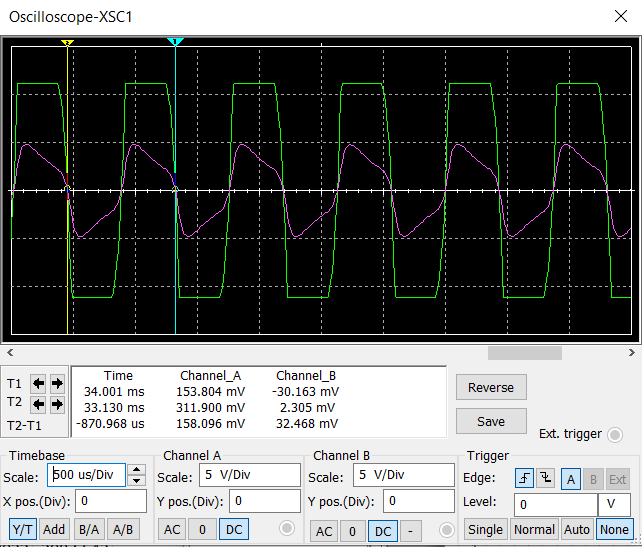 Oscilloscope-XSC1
2 1
T1
T2
T2-T1
Time Channel_A Channel_B
34.001 ms 153.804 mV -30.163 mV
33.130 ms 311.900 mV 2.305 mV
-870.968 us 158.096 mV 32.468 mV
Reverse
Save
Ext. trigger
Timebase
Scale: 500 us/Div
X pos.(Div): 0
Y/T Add B/A A/B
Channel A
Scale: 5 V/Div
Y pos.(Div): 0
AC 0 DC
Channel B
Scale: 5 V/Div
Y pos.(Div): 0
AC 0 DC -
Trigger
Edge: A B Ext
Level: 0 V
Single Normal Auto None